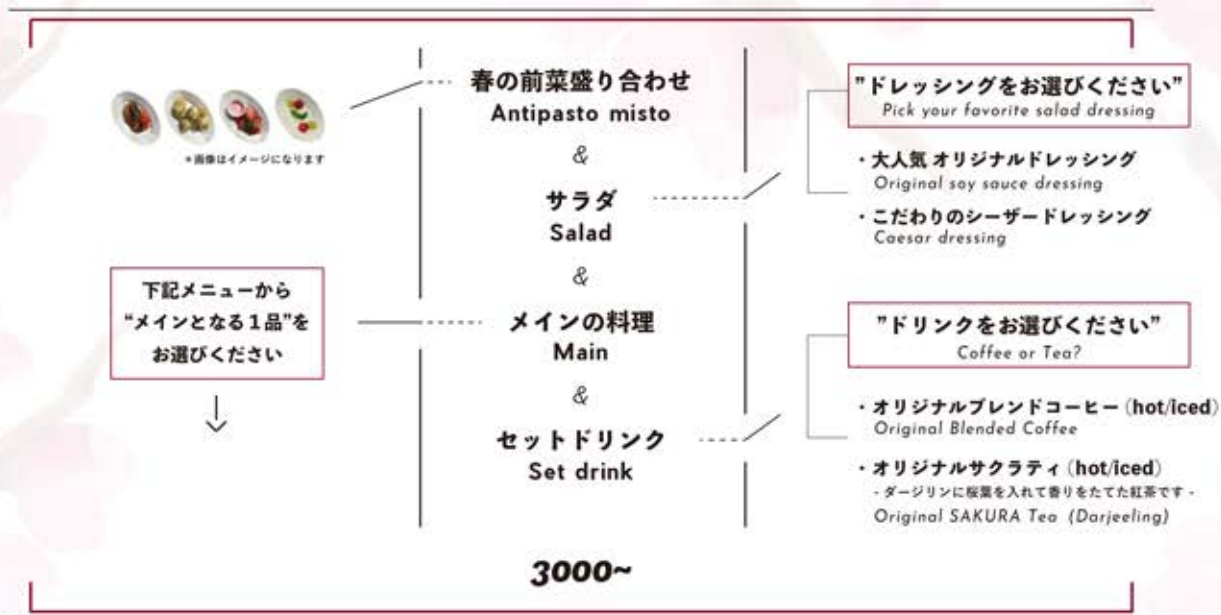 春の前菜盛り合わせ
Antipasto misto
*画像はイメージになります
&
サラダ
Salad
"ドレッシングをお選びください"
Pick your favorite salad dressing
・大人気 オリジナルドレッシング
Original soy sauce dressing
・こだわりのシーザードレッシング
Caesar dressing
&
メインの料理
Main
下記メニューから
“メインとなる1品”を
お選びください
&
セットドリンク
Set drink
"ドリンクをお選びください"
Coffee or Tea?
・オリジナルブレンドコーヒー (hot/iced)
Original Blended Coffee
・オリジナルサクラティ (hot/iced)
- ダージリンに桜葉を入れて香りをたてた紅茶です -
Original SAKURA Tea (Darjeeling)
3000~